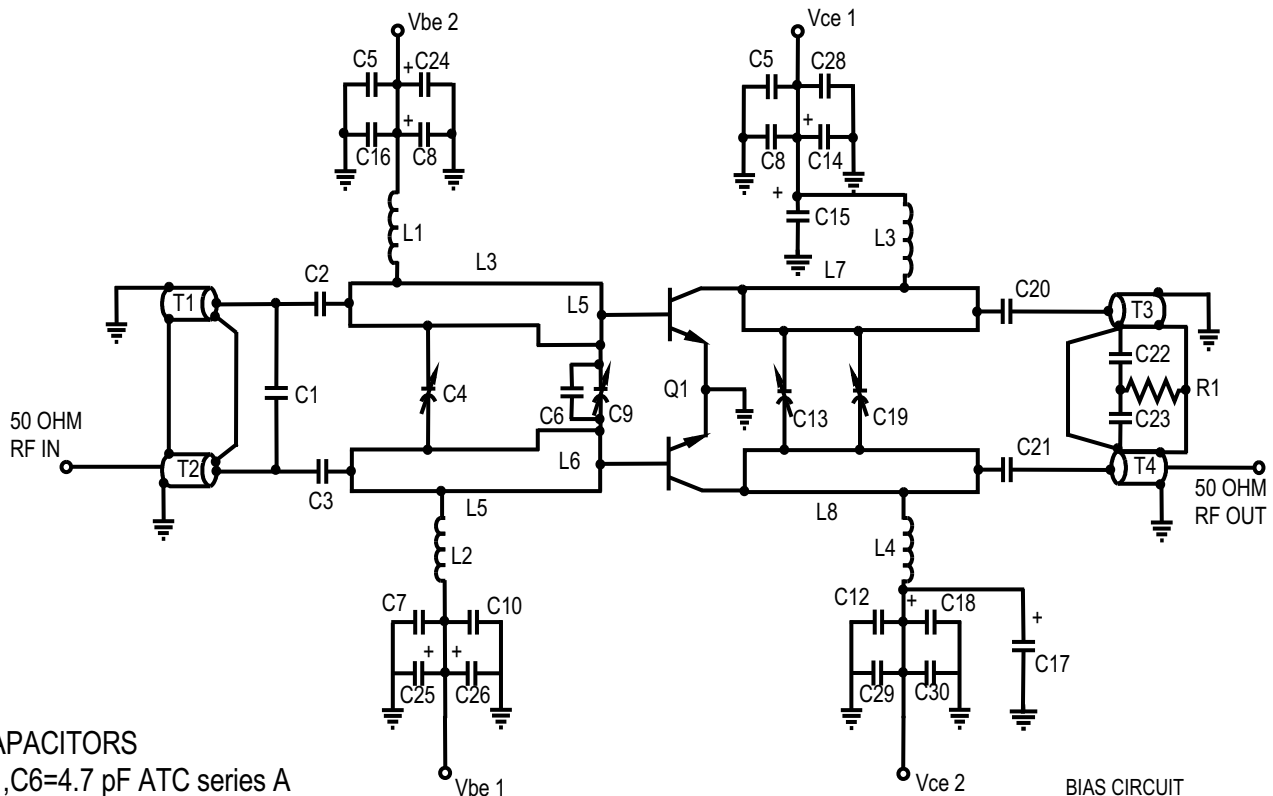 Vbe 2
Vce 1
C5
C24
C5
C28
+
+
C16
C8
C8
C14
+
+
C15
L1
L3
C2
L3
L7
C20
T1
L5
T3
C22
C1
C4
C6
C9
Q1
C13
C19
R1
C23
50 OHM
RF IN
T2
L6
C21
T4
C3
L5
L8
50 OHM
RF OUT
L2
L4
C7
C10
C12
+
C18
+
+
+
C25
C26
C29
C30
C17
APACITORS
,C6=4.7 pF ATC series A
Vbe 1
Vce 2
BIAS CIRCUIT